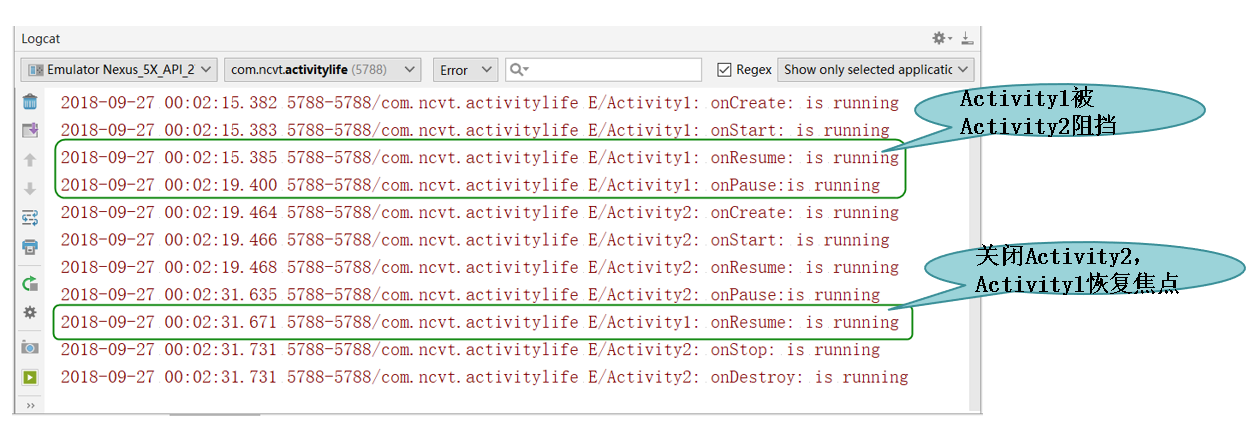 Logcat
Emulator Nexus_5X_API_2 com.ncvt.activitylife (5788) Error Regex Show only selected applicatic
2018-09-27 00:02:15.382 5788-5788/com.ncvt.activitylife E/Activity1: onCreate: is running
2018-09-27 00:02:15.383 5788-5788/com.ncvt.activitylife E/Activity1: onStart: is running
2018-09-27 00:02:15.385 5788-5788/com.ncvt.activitylife E/Activity1: onResume: is running
2018-09-27 00:02:19.400 5788-5788/com.ncvt.activitylife E/Activity1: onPause:is running
Activity1被
Activity2阻挡
2018-09-27 00:02:19.464 5788-5788/com.ncvt.activitylife E/Activity2: onCreate: is running
2018-09-27 00:02:19.466 5788-5788/com.ncvt.activitylife E/Activity2: onStart: is running
2018-09-27 00:02:19.468 5788-5788/com.ncvt.activitylife E/Activity2: onResume: is running
2018-09-27 00:02:31.635 5788-5788/com.ncvt.activitylife E/Activity2: onPause:is running
2018-09-27 00:02:31.671 5788-5788/com.ncvt.activitylife E/Activity1: onResume: is running
关闭Activity2，
Activity1恢复焦点
2018-09-27 00:02:31.731 5788-5788/com.ncvt.activitylife E/Activity2: onStop: is running
2018-09-27 00:02:31.731 5788-5788/com.ncvt.activitylife E/Activity2: onDestroy: is running